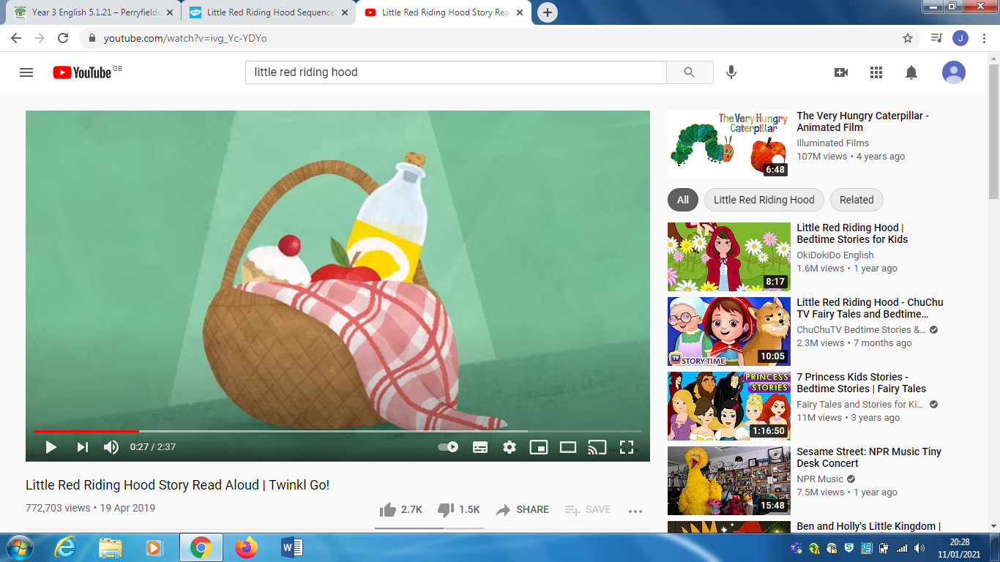 Year 3 English 5.1.21 – Perryfields
Little Red Riding Hood Sequence
Little Red Riding Hood Story Rea
youtube.com/watch?v=ivg_Yc-YDYo
J
YouTube GB
little red riding hood
The Very Hungry
Caterpillar
6:48
The Very Hungry Caterpillar -
Animated Film
Illuminated Films
107M views • 4 years ago
All
Little Red Riding Hood
Related
8:17
Little Red Riding Hood |
Bedtime Stories for Kids
OkiDokiDo English
1.6M views • 1 year ago
TV STORY TIME
10:05
Little Red Riding Hood - ChuChu
TV Fairy Tales and Bedtime...
ChuChuTV Bedtime Stories &...
2.3M views • 7 months ago
PRINCESS
STORIES
1:16:50
7 Princess Kids Stories -
Bedtime Stories | Fairy Tales
Fairy Tales and Stories for Ki...
11M views • 3 years ago
15:48
Sesame Street: NPR Music Tiny
Desk Concert
NPR Music
7.5M views • 1 year ago
Ben and Holly's Little Kingdom |
0:27 / 2:37
Little Red Riding Hood Story Read Aloud | Twinkl Go!
772,703 views • 19 Apr 2019
2.7K
1.5K
SHARE
SAVE
20:28
11/01/2021